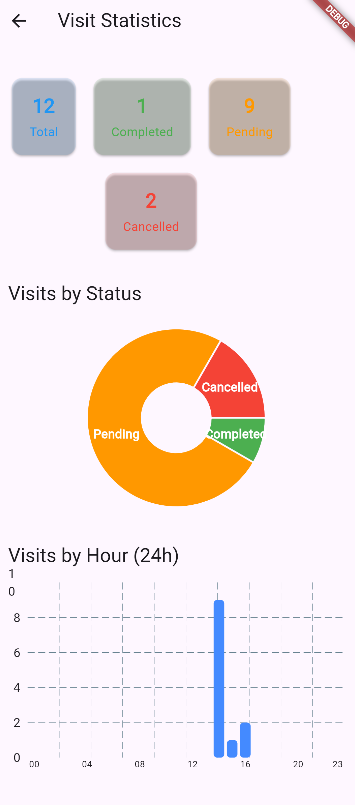 Visit Statistics
DEBUG
12
Total
1
Completed
9
Pending
2
Cancelled
Visits by Status
Cancelled
Pending
Completed
Visits by Hour (24h)
1
0
8
6
4
2
0
00 04 08 12 16 20 23